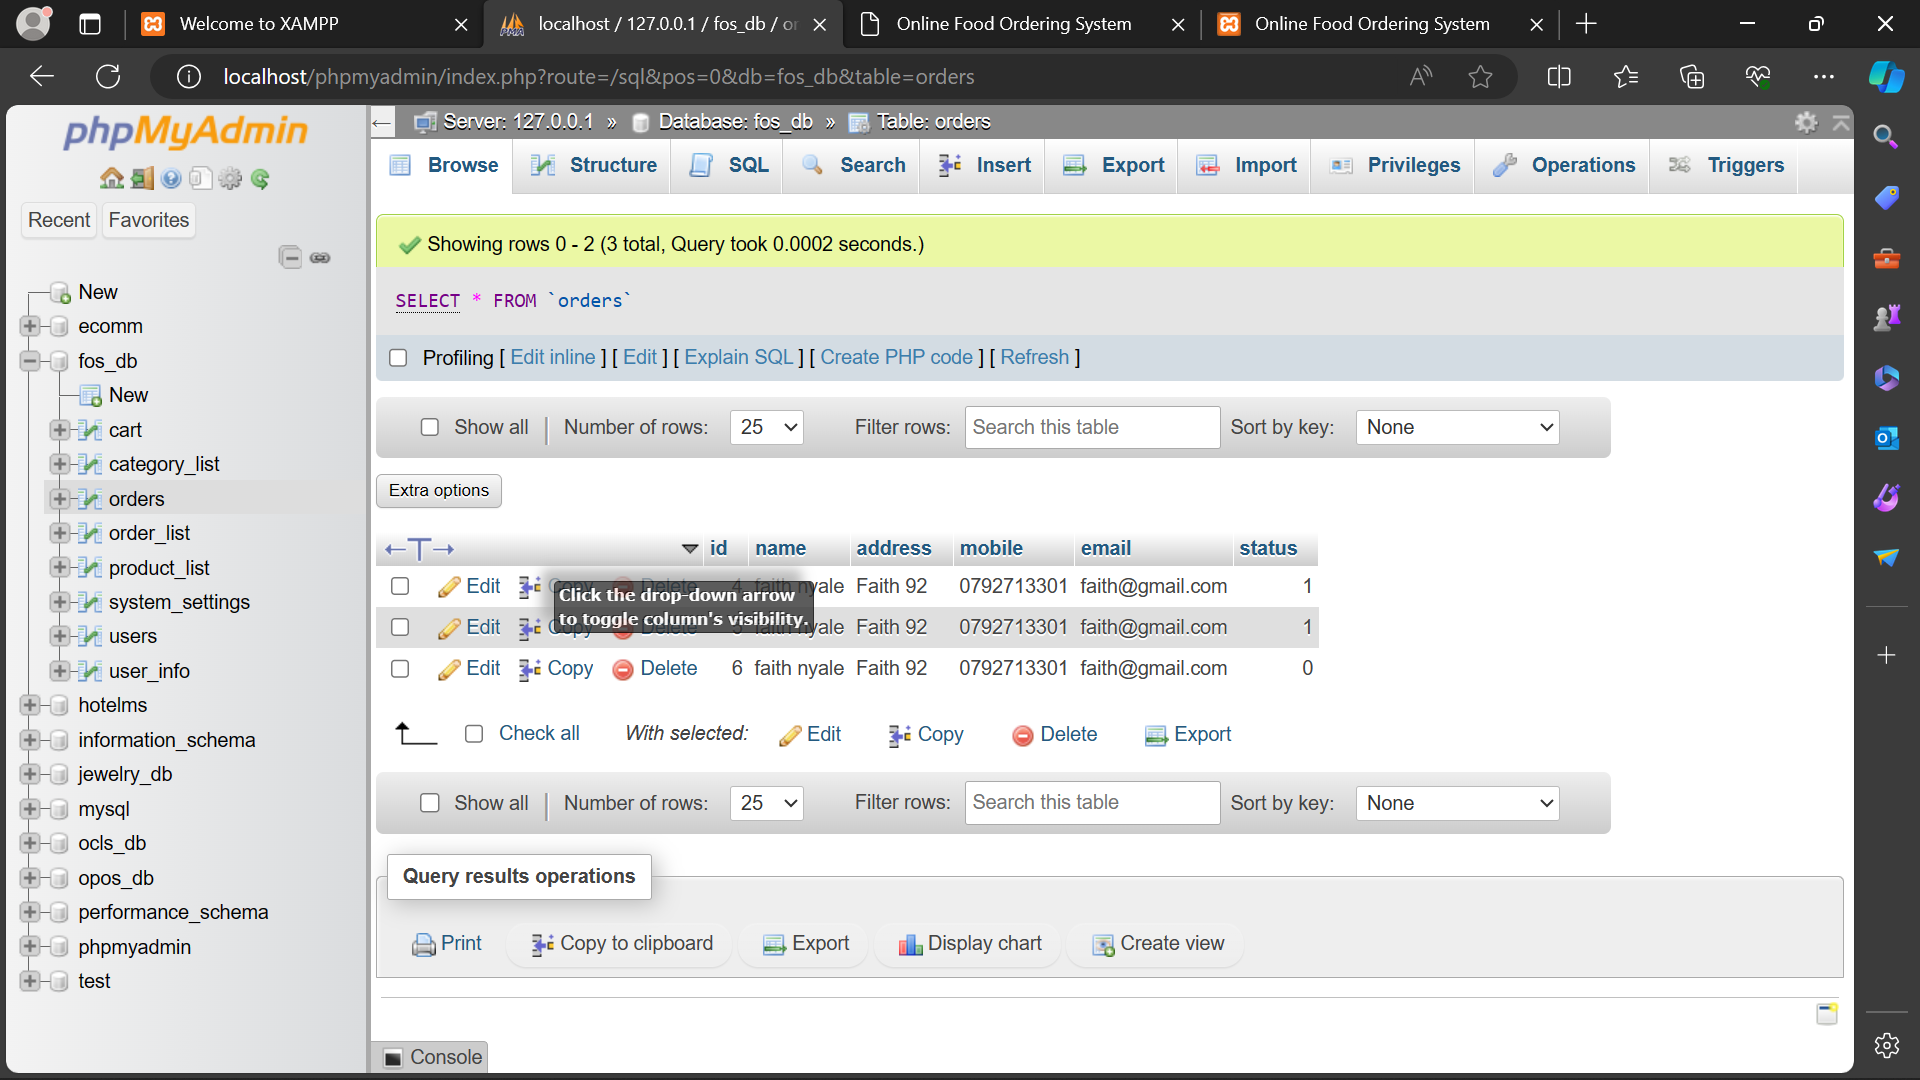 Welcome to XAMPP
localhost / 127.0.0.1 / fos_db / or
Online Food Ordering System
Online Food Ordering System
localhost/phpmyadmin/index.php?route=/sql&pos=0&db=fos_db&table=orders
phpMyAdmin
Recent
Favorites
New
ecomm
fos_db
New
cart
category_list
orders
order_list
product_list
system_settings
users
user_info
hotelms
information_schema
jewelry_db
mysql
ocls_db
opos_db
performance_schema
phpmyadmin
test
Server: 127.0.0.1 » Database: fos_db » Table: orders
Browse Structure SQL Search Insert Export Import Privileges Operations Triggers
Showing rows 0 - 2 (3 total, Query took 0.0002 seconds.)
SELECT * FROM `orders`
Profiling [ Edit inline ] [ Edit ] [ Explain SQL ] [ Create PHP code ] [ Refresh ]
Show all | Number of rows: 25 Filter rows: Search this table Sort by key: None
Extra options
id name address mobile email status
Edit Copy Delete 4 faith nyale Faith 92 0792713301 faith@gmail.com 1
Click the drop-down arrow
to toggle column's visibility.
Edit Copy Delete 5 faith nyale Faith 92 0792713301 faith@gmail.com 1
Edit Copy Delete 6 faith nyale Faith 92 0792713301 faith@gmail.com 0
Check all With selected: Edit Copy Delete Export
Show all | Number of rows: 25 Filter rows: Search this table Sort by key: None
Query results operations
Print Copy to clipboard Export Display chart Create view
Console